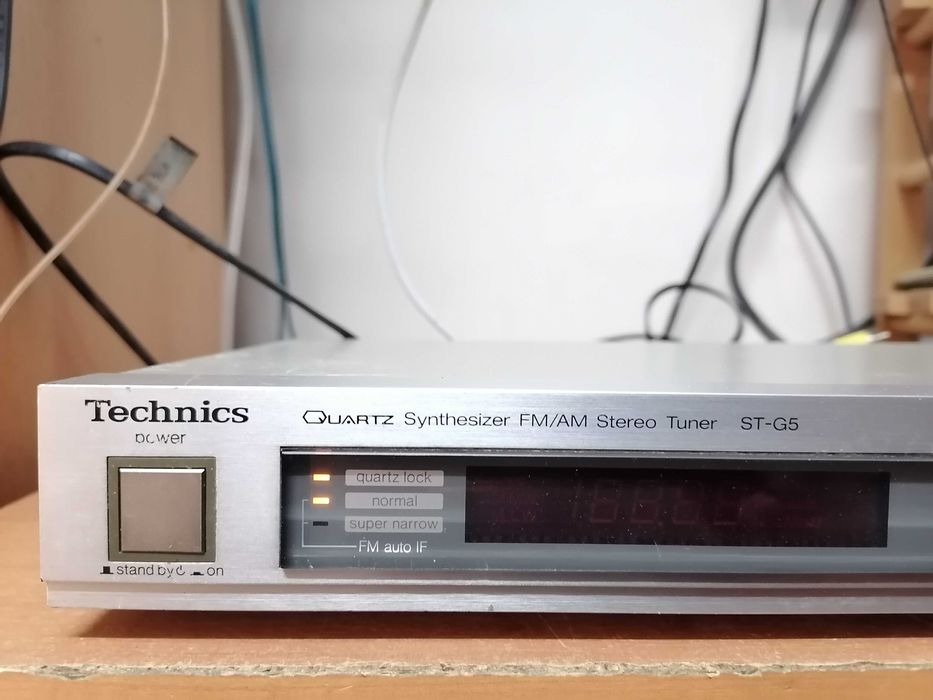 Technics
QUARTZ Synthesizer FM/AM Stereo Tuner ST-G5
power
quartz lock
normal
super narrow
FM auto IF
stand by on